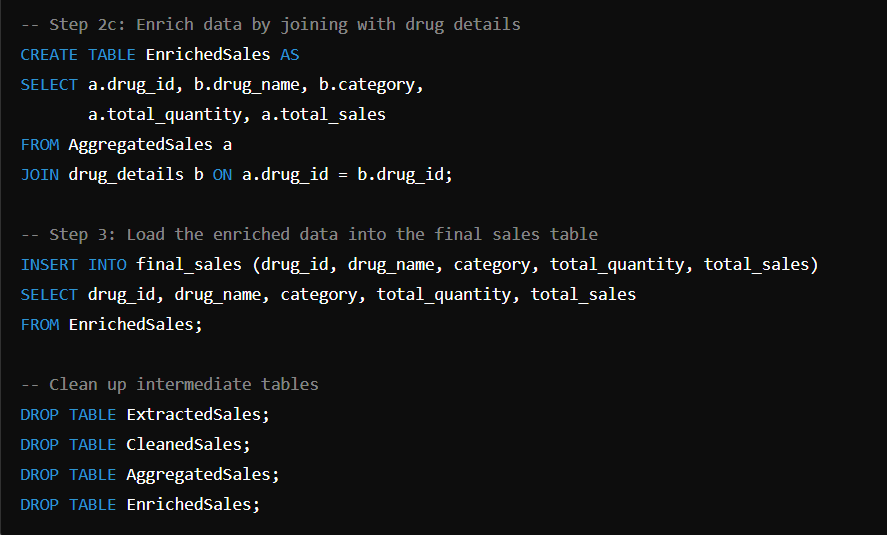 -- Step 2c: Enrich data by joining with drug details
CREATE TABLE EnrichedSales AS
SELECT a.drug_id, b.drug_name, b.category,
       a.total_quantity, a.total_sales
FROM AggregatedSales a
JOIN drug_details b ON a.drug_id = b.drug_id;

-- Step 3: Load the enriched data into the final sales table
INSERT INTO final_sales (drug_id, drug_name, category, total_quantity, total_sales)
SELECT drug_id, drug_name, category, total_quantity, total_sales
FROM EnrichedSales;

-- Clean up intermediate tables
DROP TABLE ExtractedSales;
DROP TABLE CleanedSales;
DROP TABLE AggregatedSales;
DROP TABLE EnrichedSales;